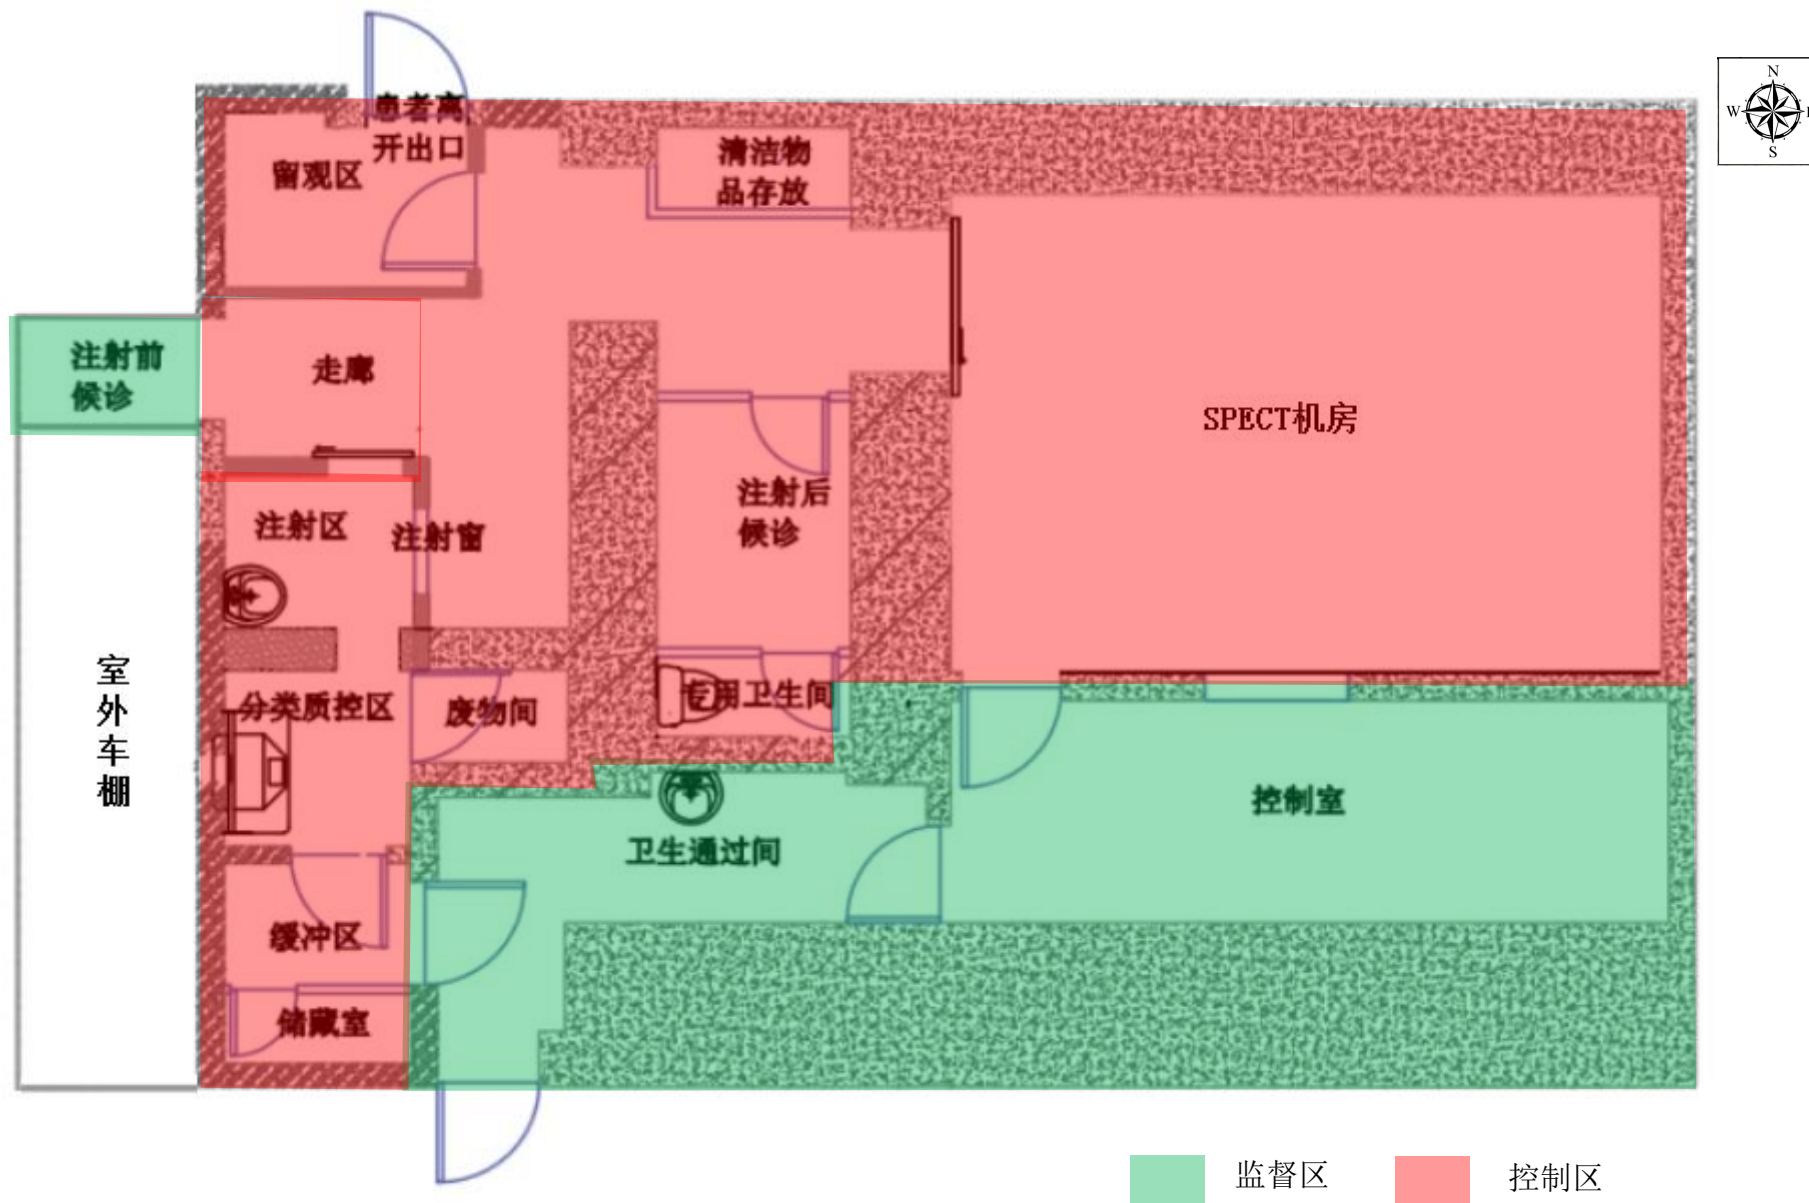 患者离
开出口
留观区
清洁物
品存放
N
W
S
注射前
候诊
走廊
SPECT机房
注射区
注射窗
注射后
候诊
室
外
车
棚
分类质控区
废物间
专用卫生间
控制室
卫生通过间
缓冲区
储藏室
监督区
控制区